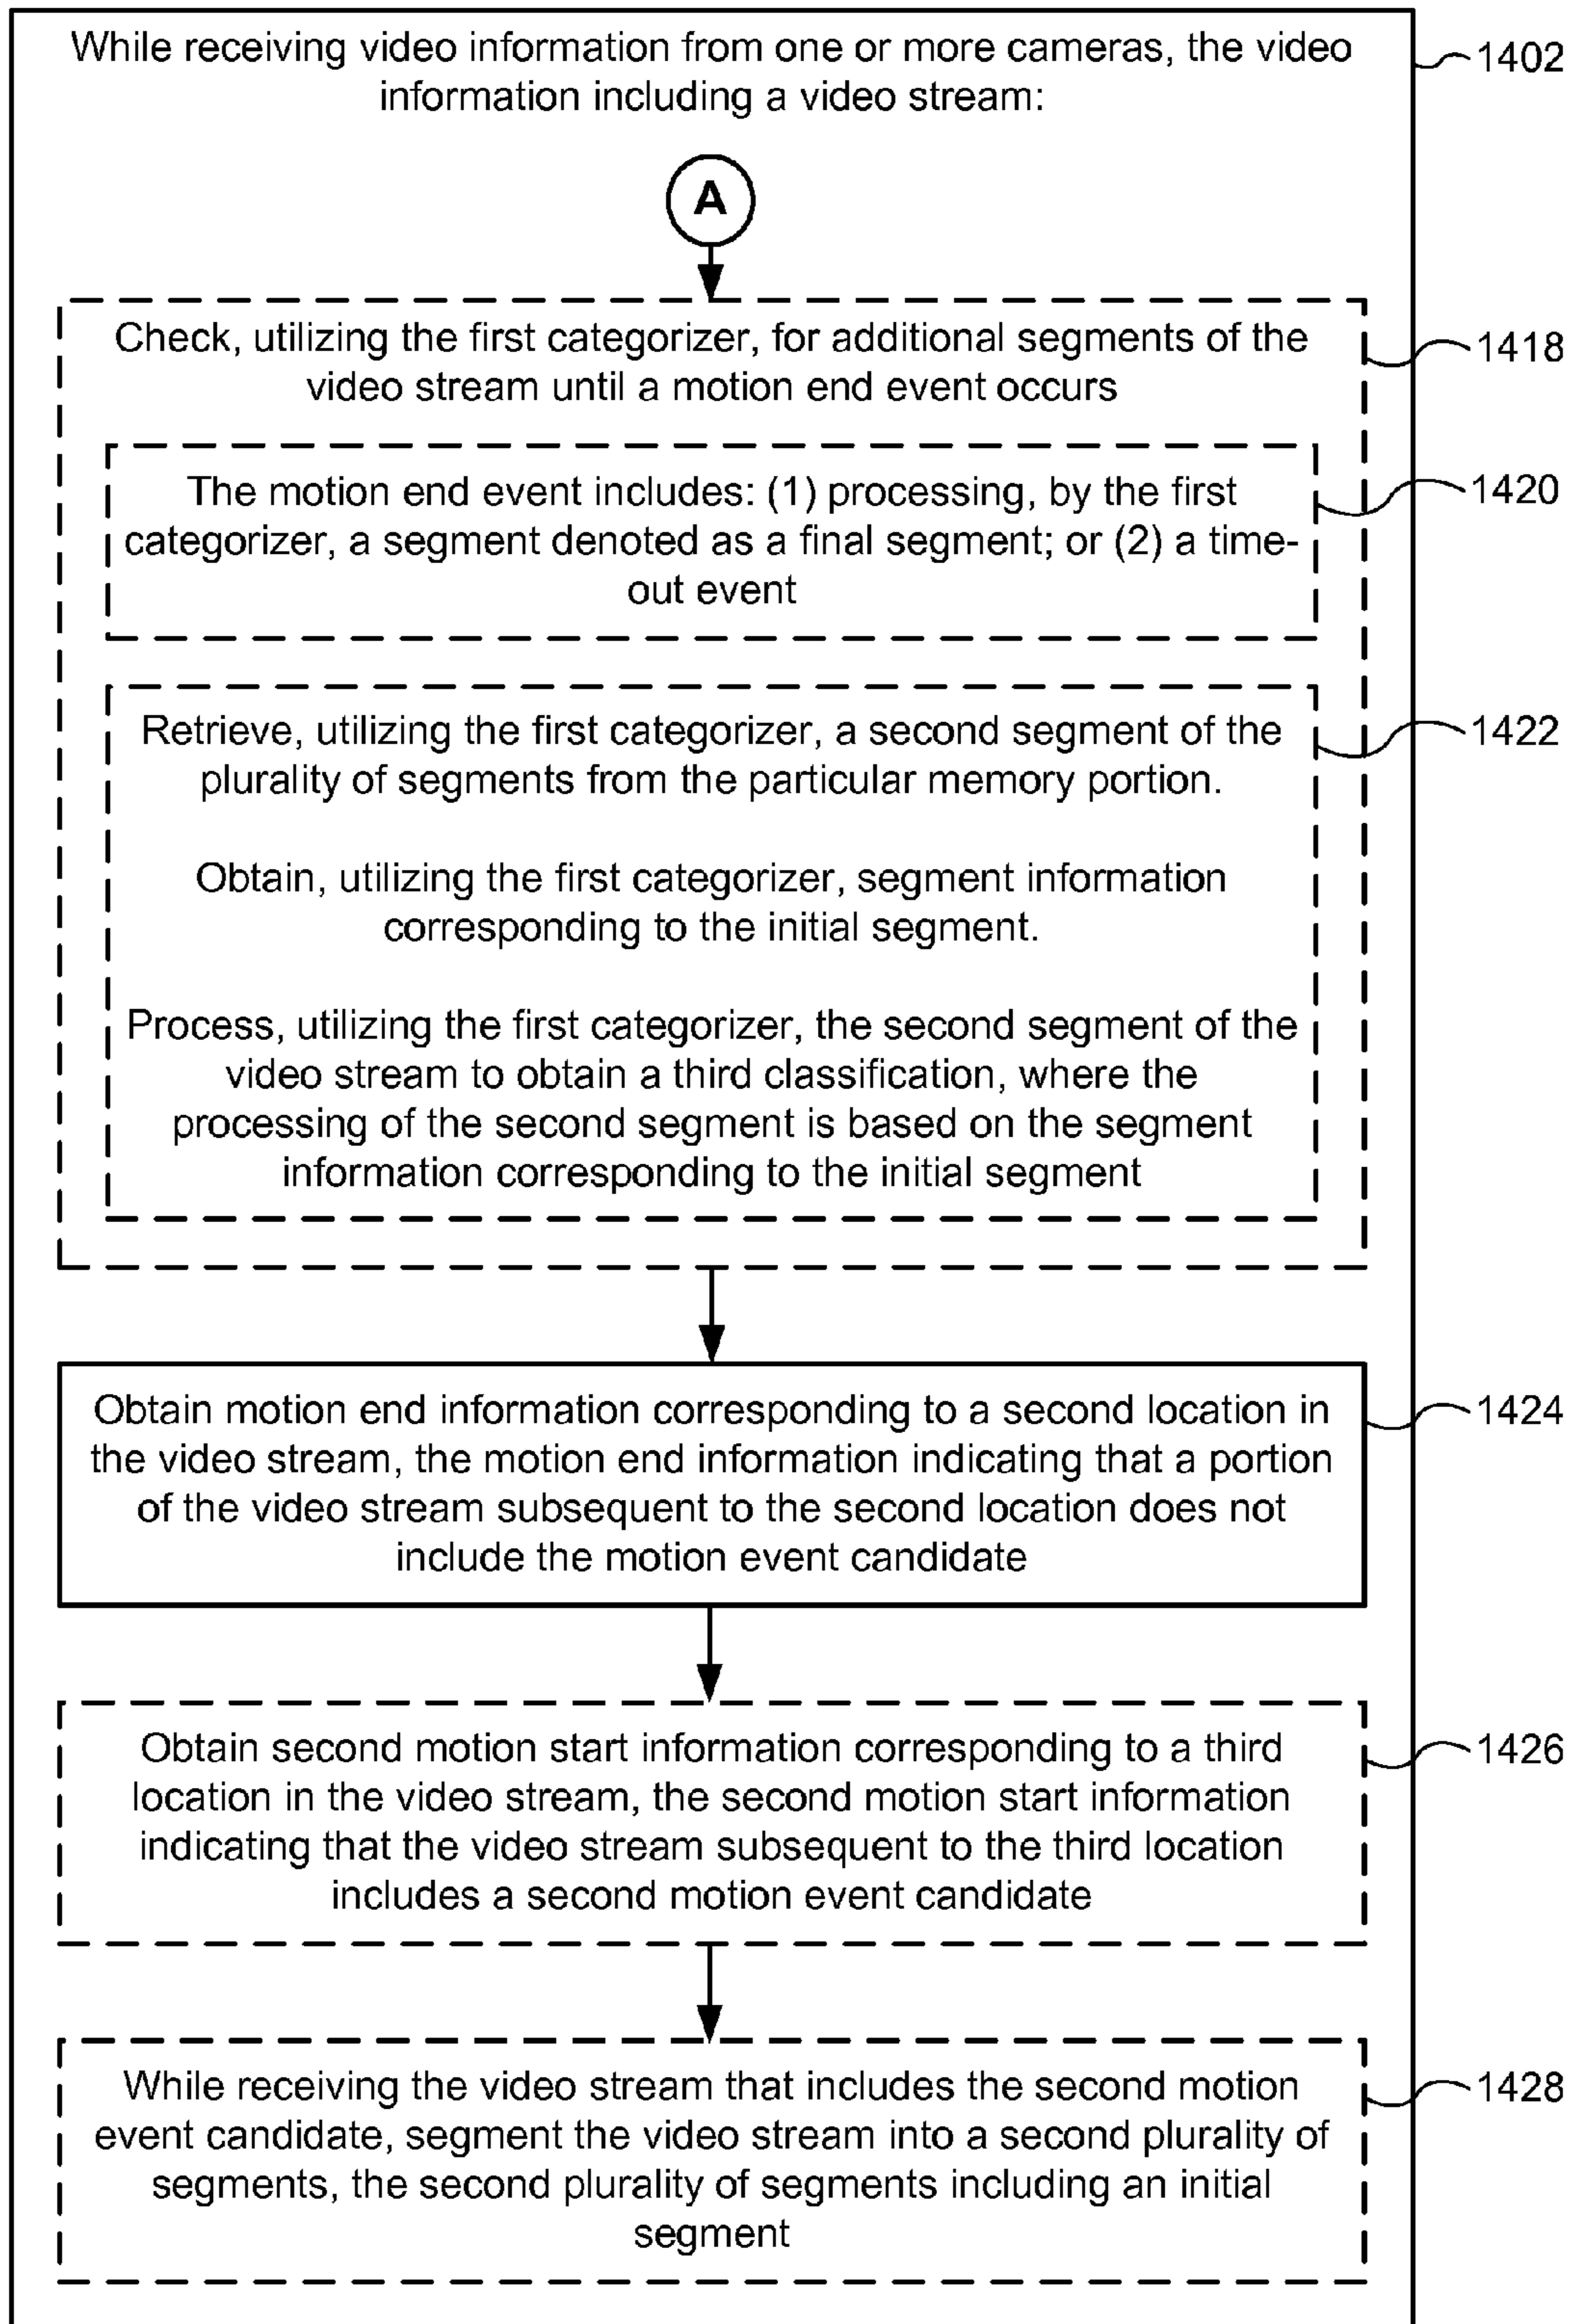 While receiving video information from one or more cameras, the video
information including a video stream:
1402
A
Check, utilizing the first categorizer, for additional segments of the
video stream until a motion end event occurs
1418
The motion end event includes: (1) processing, by the first
categorizer, a segment denoted as a final segment; or (2) a time-
out event
1420
Retrieve, utilizing the first categorizer, a second segment of the
plurality of segments from the particular memory portion.
1422
Obtain, utilizing the first categorizer, segment information
corresponding to the initial segment.
Process, utilizing the first categorizer, the second segment of the
video stream to obtain a third classification, where the
processing of the second segment is based on the segment
information corresponding to the initial segment
Obtain motion end information corresponding to a second location in
the video stream, the motion end information indicating that a portion
of the video stream subsequent to the second location does not
include the motion event candidate
1424
Obtain second motion start information corresponding to a third
location in the video stream, the second motion start information
indicating that the video stream subsequent to the third location
includes a second motion event candidate
1426
While receiving the video stream that includes the second motion
event candidate, segment the video stream into a second plurality of
segments, the second plurality of segments including an initial
segment
1428